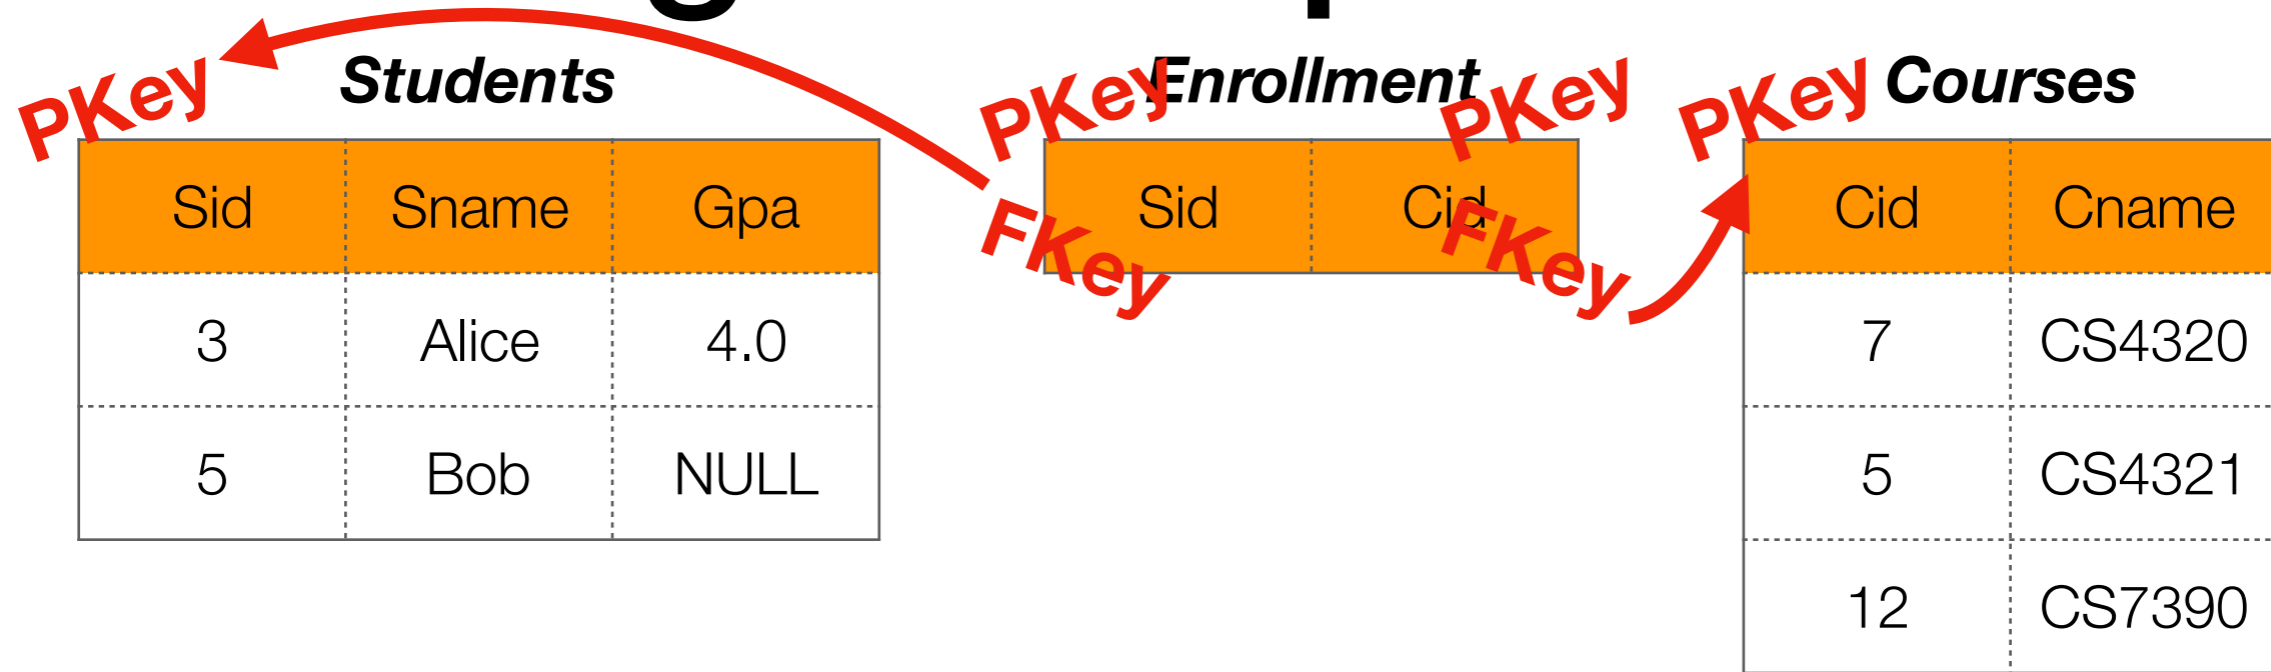 PKey Students PKey Enrollment PKey PKey Courses
Sid Sname Gpa Sid Cid Cid Cname
FKey FKey
3 Alice 4.0 7 CS4320
5 Bob NULL 5 CS4321
12 CS7390